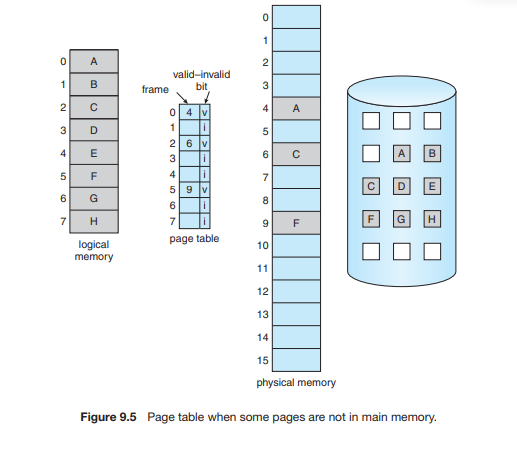 0 A
1 B
2 C
3 D
4 E
5 F
6 G
7 H
logical
memory
valid–invalid
bit
frame
0 4 v
1 i
2 6 v
3 i
4 i
5 9 v
6 i
7 i
page table
0
1
2
3
4 A
5
6 C
7
8
9 F
10
11
12
13
14
15
physical memory
A B
C D E
F G H
Figure 9.5 Page table when some pages are not in main memory.